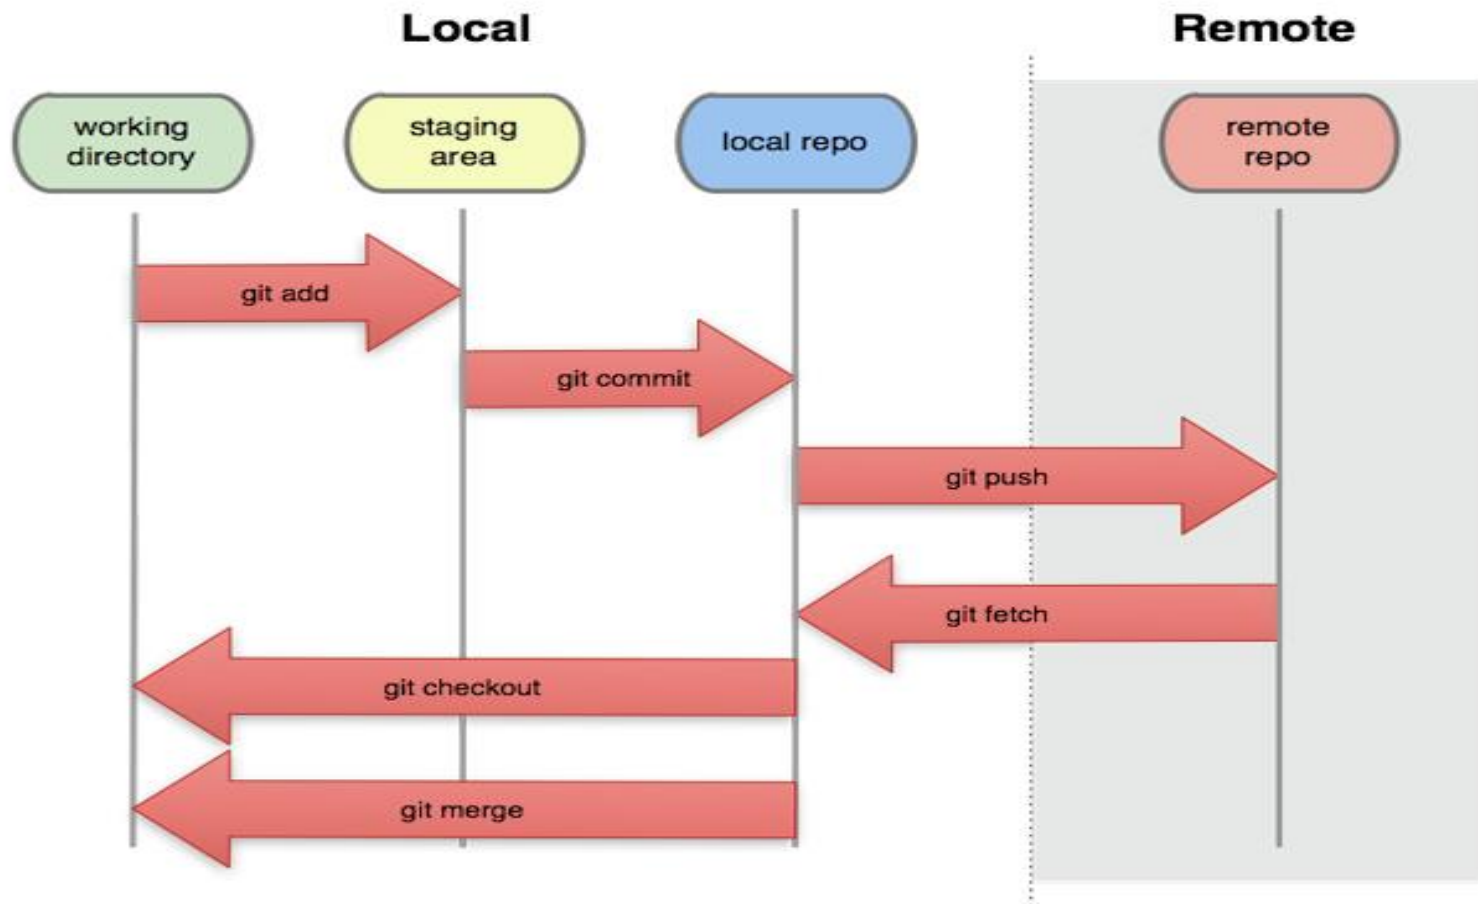 Local
Remote
working
directory
staging
area
local repo
remote
repo
git add
git commit
git push
git fetch
git checkout
git merge